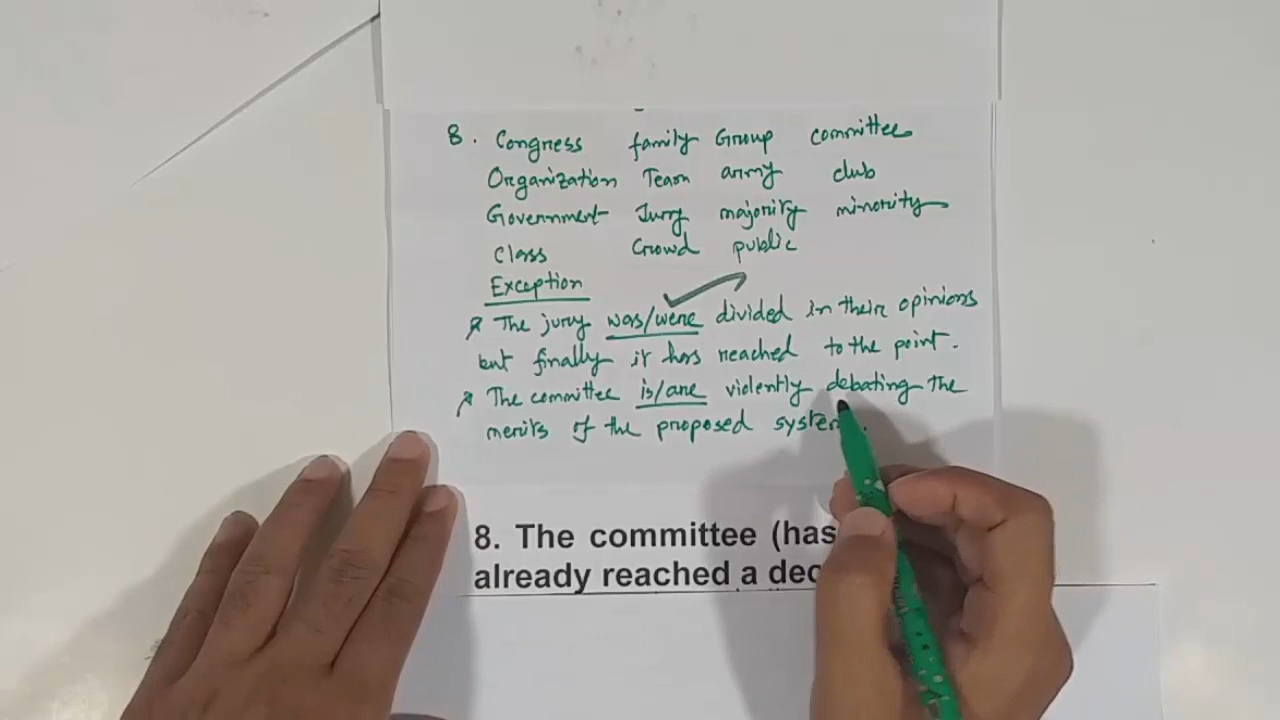 8. Congress family Group committee
Organization Team army club
Government Jury majority minority
Class Crowd public
Exception
The jury was/were divided in their opinions
but finally it has reached to the point.
The committee is/are violently debating the
merits of the proposed system.
8. The committee (has
already reached a dec